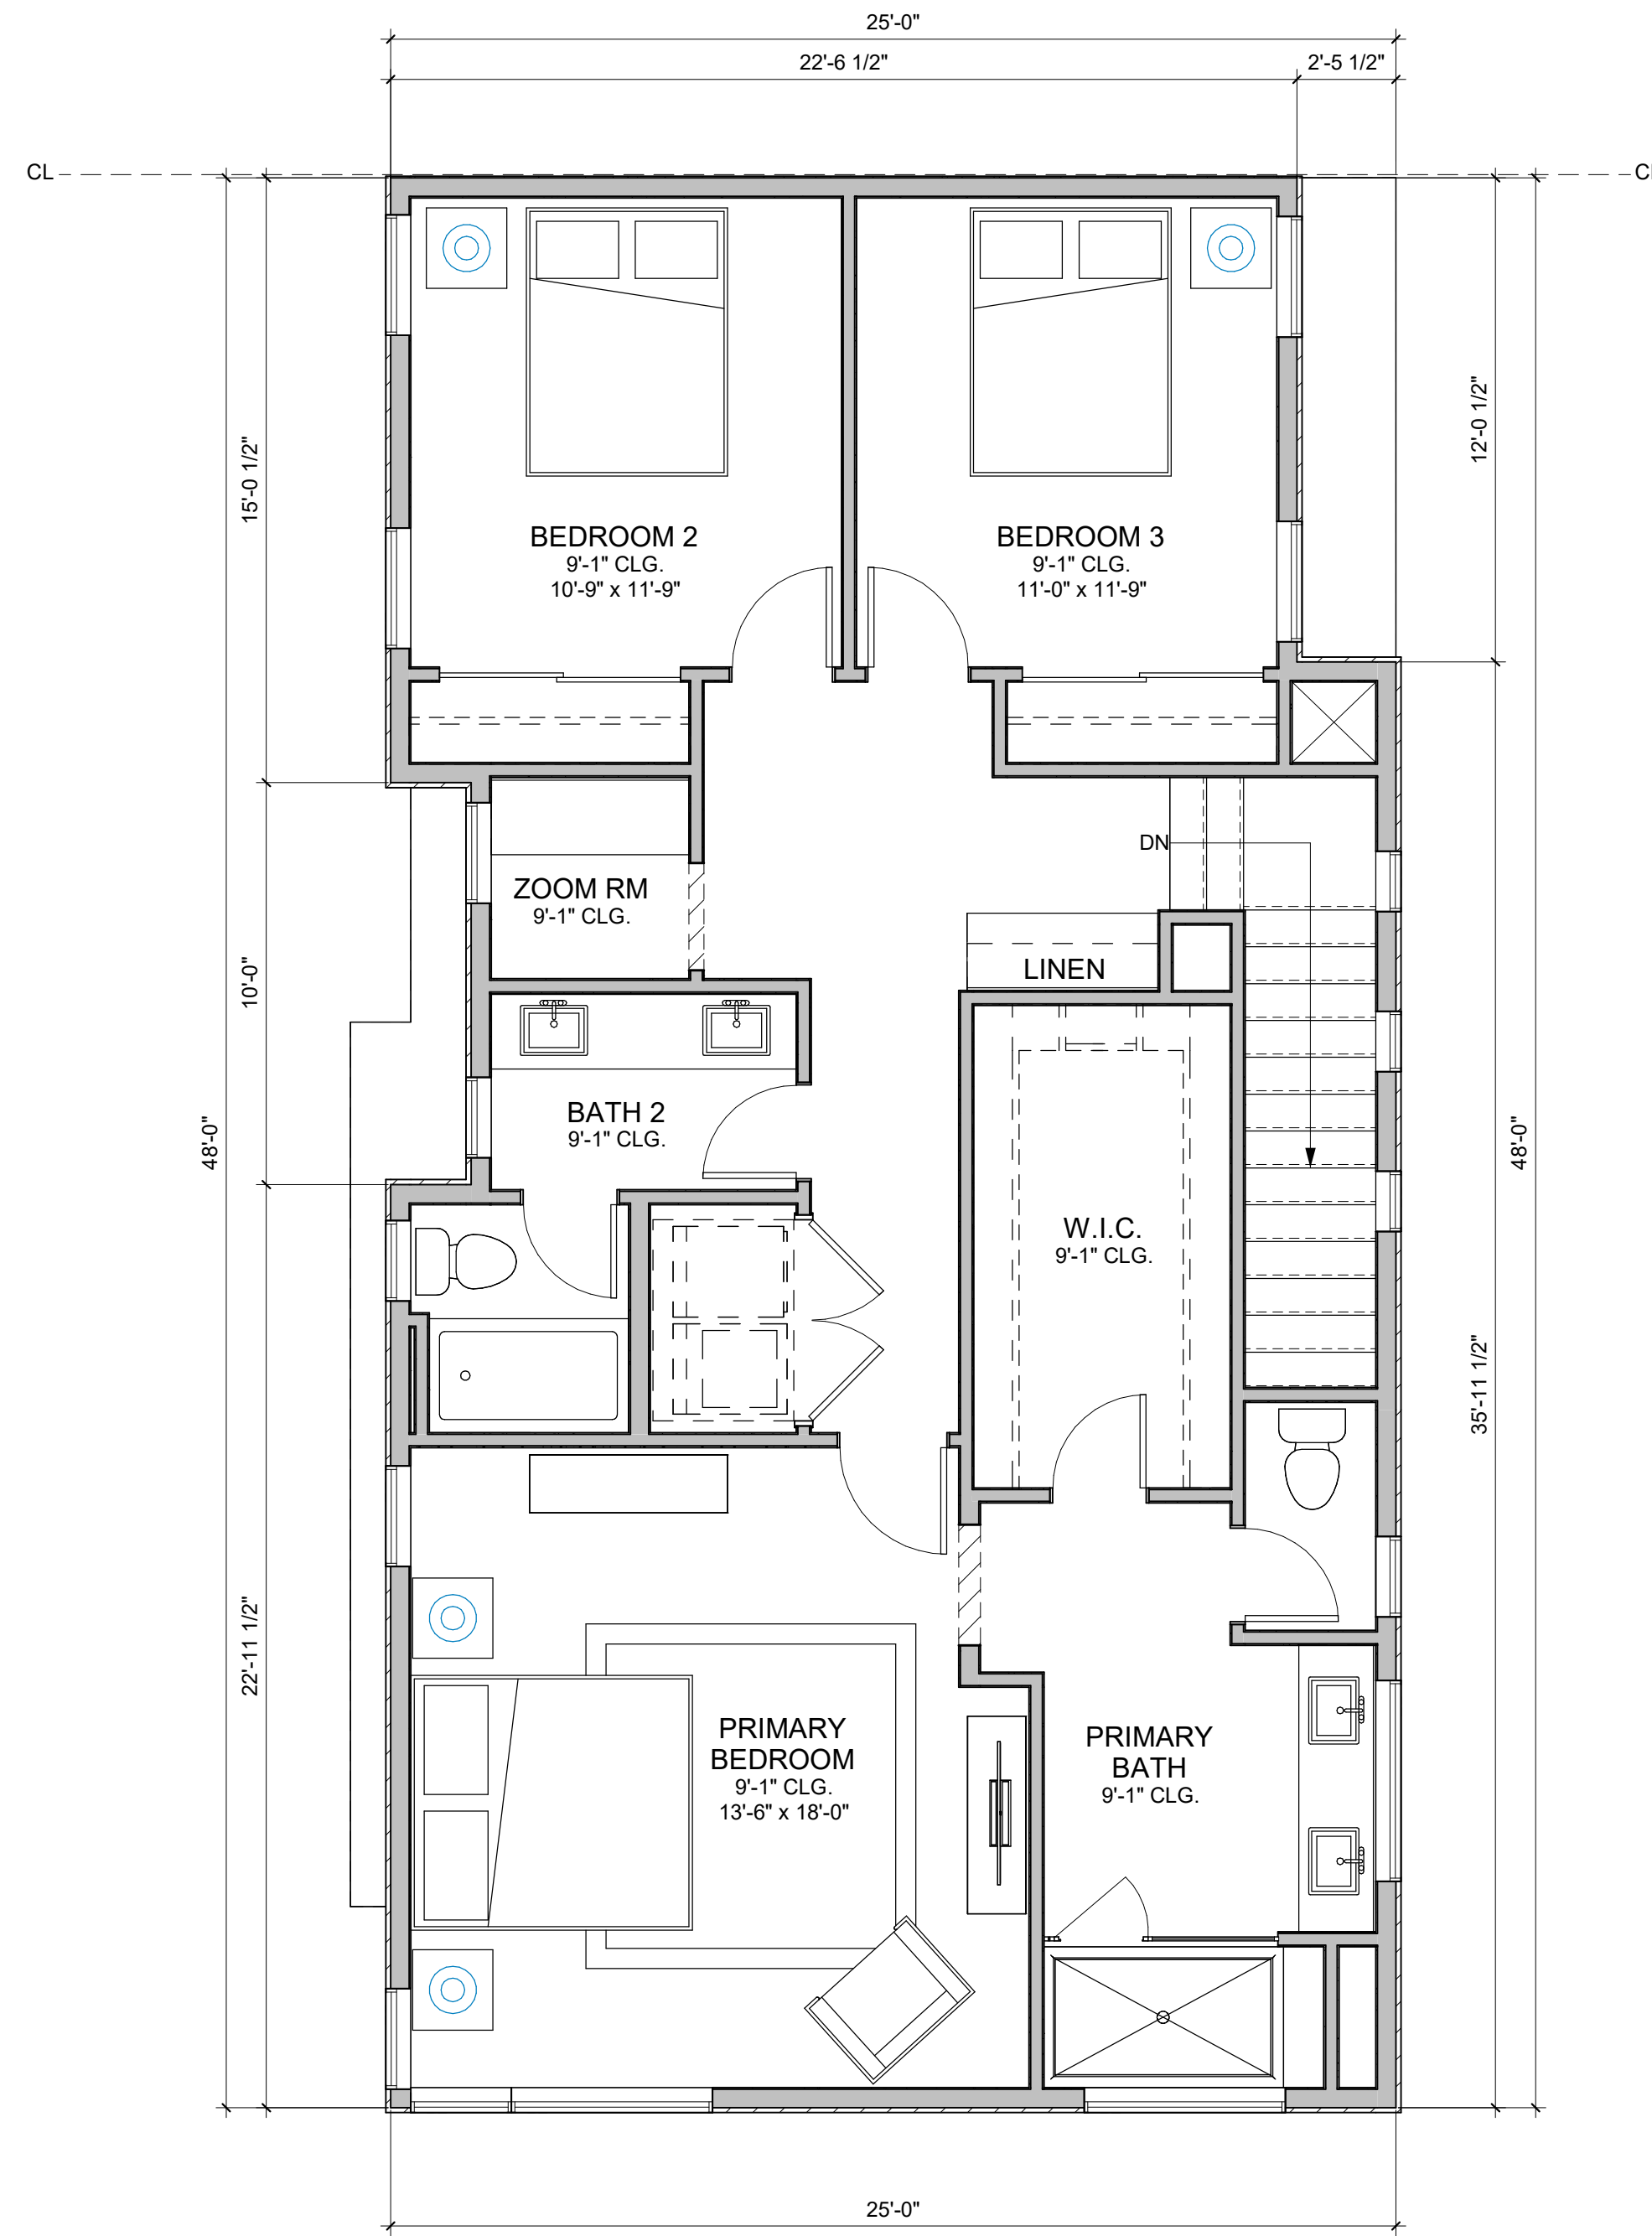 25'-0"
22'-6 1/2"
2'-5 1/2"
CL
15'-0 1/2"
12'-0 1/2"
BEDROOM 2
9'-1" CLG.
10'-9" x 11'-9"
BEDROOM 3
9'-1" CLG.
11'-0" x 11'-9"
DN
ZOOM RM
9'-1" CLG.
10'-0"
LINEN
BATH 2
9'-1" CLG.
48'-0"
48'-0"
W.I.C.
9'-1" CLG.
35'-11 1/2"
22'-11 1/2"
PRIMARY
BEDROOM
9'-1" CLG.
13'-6" x 18'-0"
PRIMARY
BATH
9'-1" CLG.
25'-0"